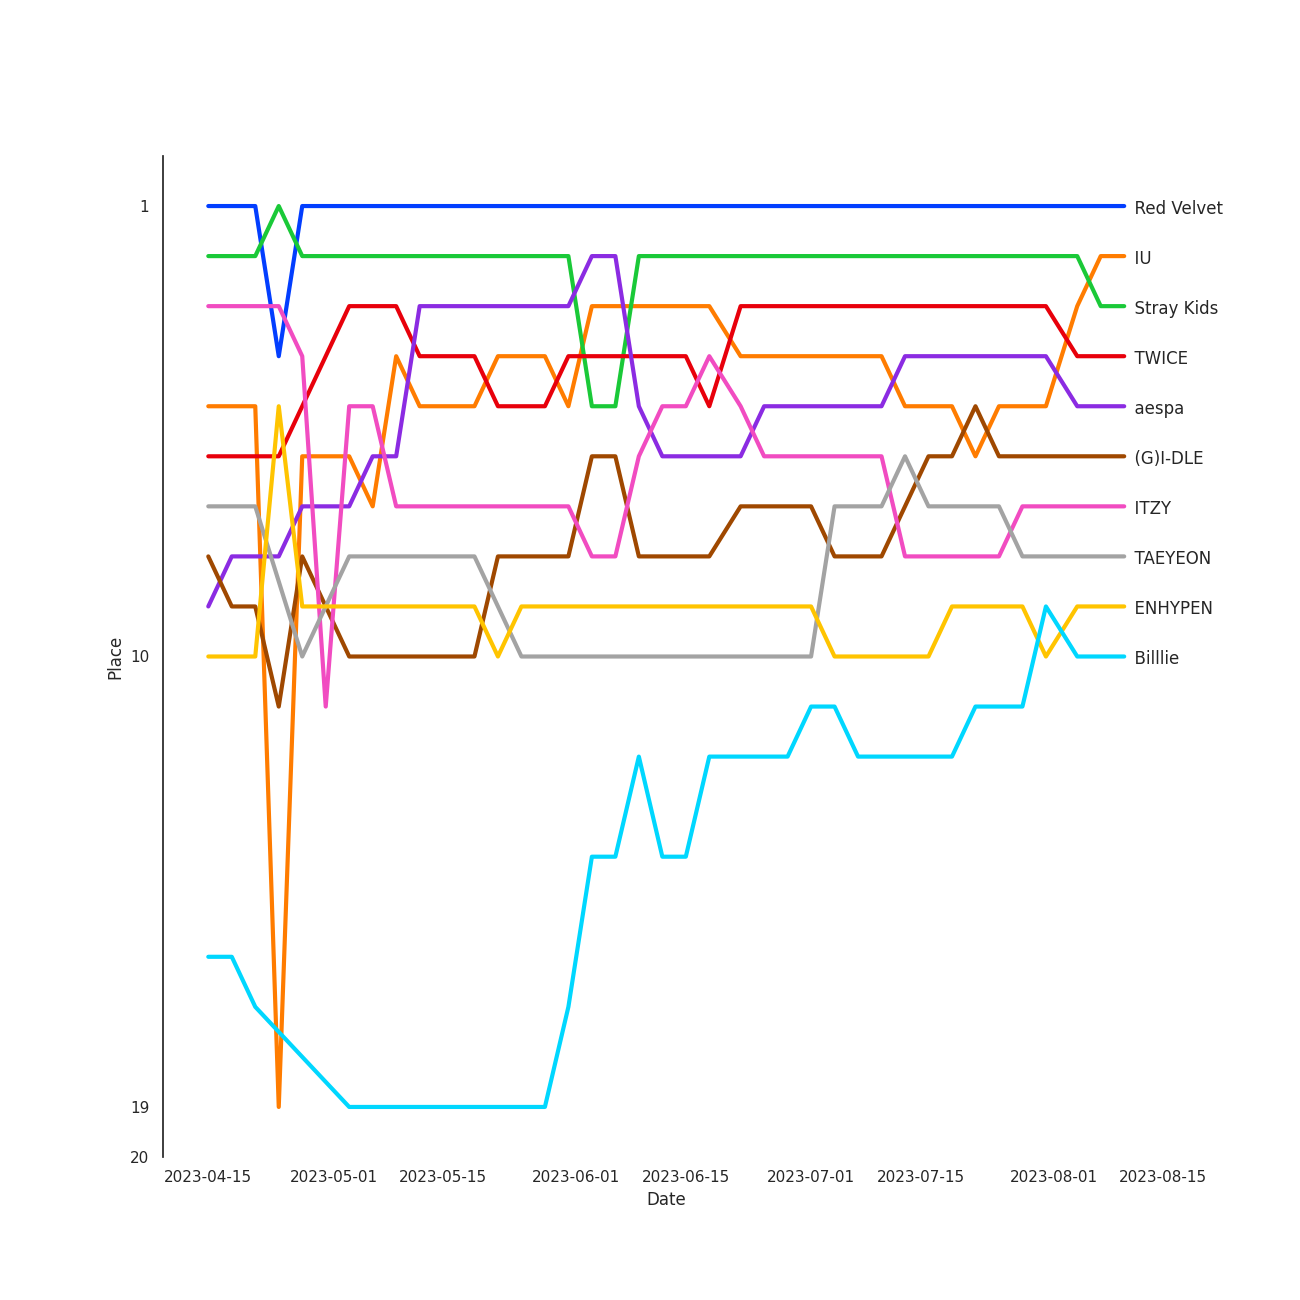 1
10
19
20
Place
Red Velvet
IU
Stray Kids
TWICE
aespa
(G)I-DLE
ITZY
TAEYEON
ENHYPEN
Billlie
2023-04-15 2023-05-01 2023-05-15 2023-06-01 2023-06-15 2023-07-01 2023-07-15 2023-08-01 2023-08-15
Date